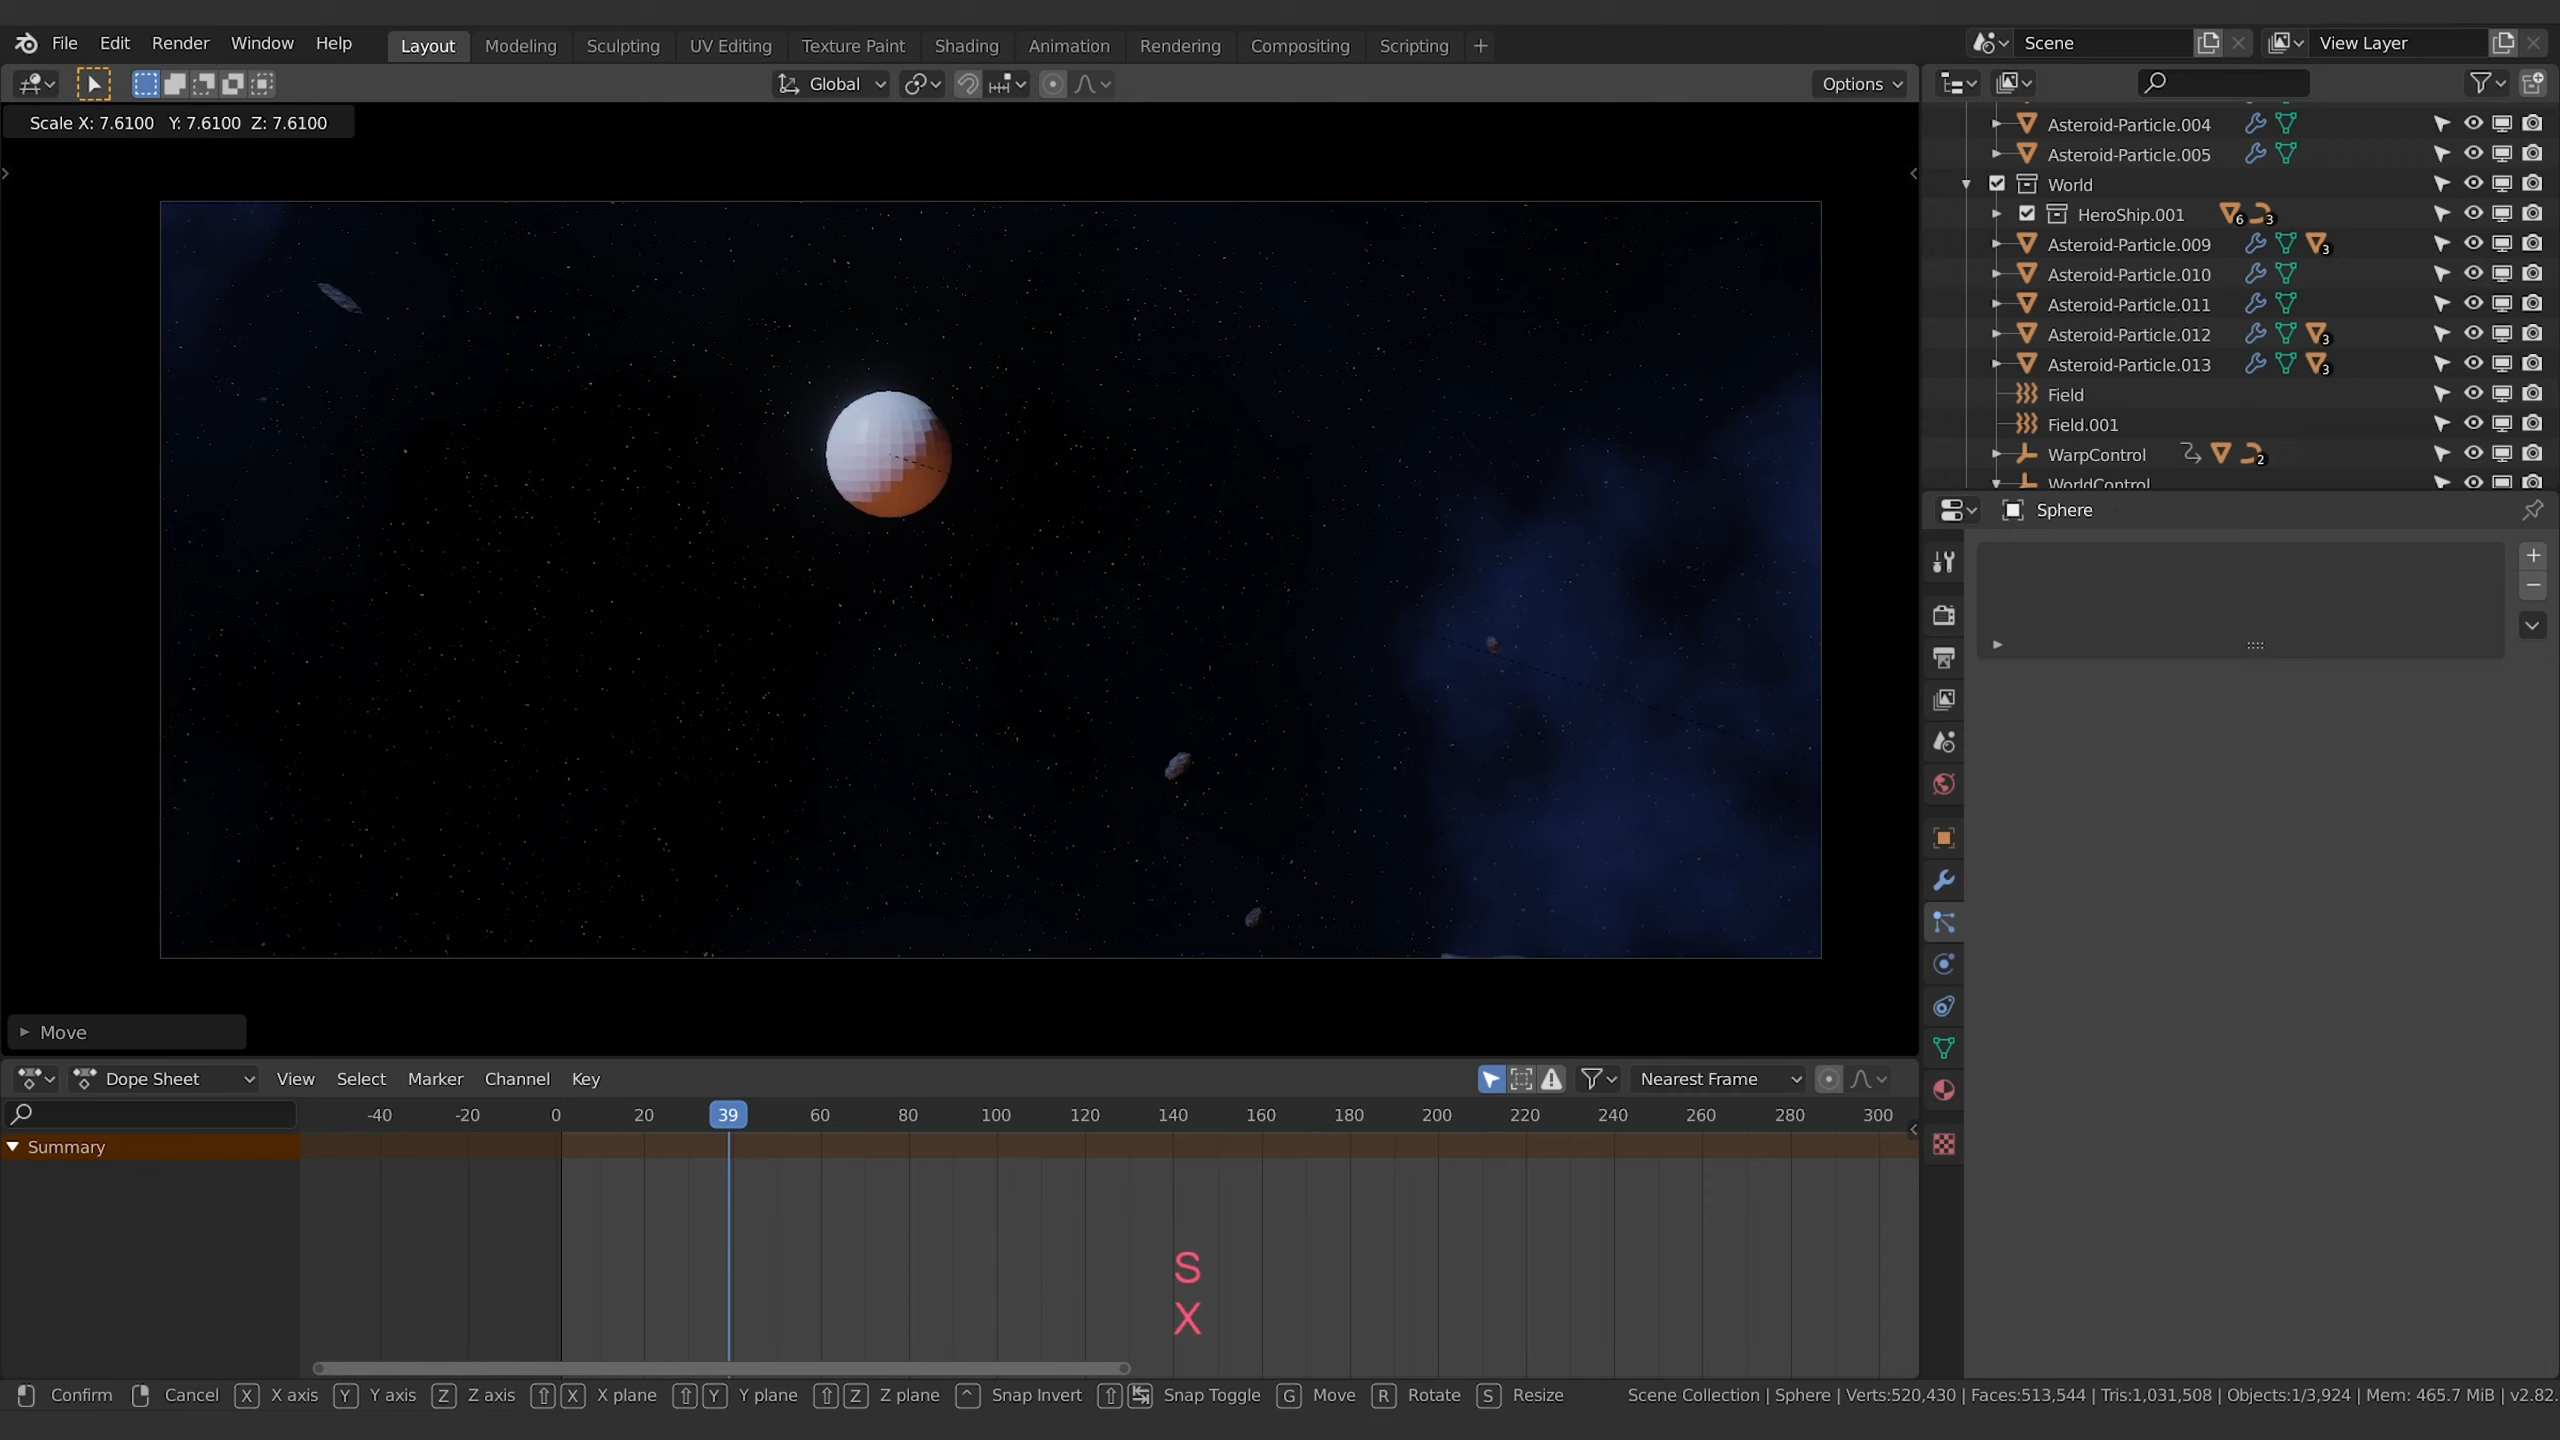 File Edit Render Window Help Layout Modeling Sculpting UV Editing Texture Paint Shading Animation Rendering Compositing Scripting + Scene View Layer
Global Options
Scale X: 7.6100 Y: 7.6100 Z: 7.6100
Asteroid-Particle.004
Asteroid-Particle.005
World
HeroShip.001 6 3
Asteroid-Particle.009 3
Asteroid-Particle.010
Asteroid-Particle.011
Asteroid-Particle.012 3
Asteroid-Particle.013 3
Field
Field.001
WarpControl 2
WorldControl
Sphere
Move
Dope Sheet View Select Marker Channel Key Nearest Frame
-40 -20 0 20 39 60 80 100 120 140 160 180 200 220 240 260 280 300
Summary
S
X
Confirm Cancel X X axis Y Y axis Z Z axis X X plane Y Y plane Z Z plane ^ Snap Invert Snap Toggle G Move R Rotate S Resize Scene Collection | Sphere | Verts:520,430 | Faces:513,544 | Tris:1,031,508 | Objects:1/3,924 | Mem: 465.7 MiB | v2.82.